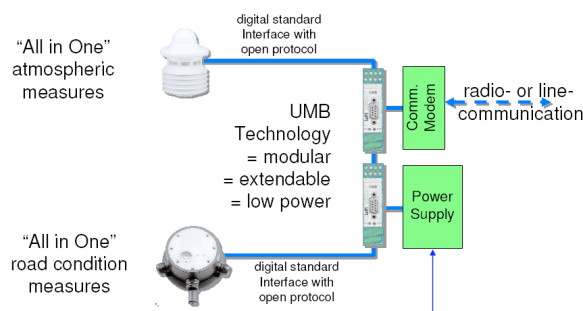 digital standard
Interface with
open protocol
“All in One”
atmospheric
measures
UMB
Technology
= modular
= extendable
= low power
Comm.
Modem
radio- or line-
communication
Power
Supply
“All in One”
road condition
measures
digital standard
Interface with
open protocol